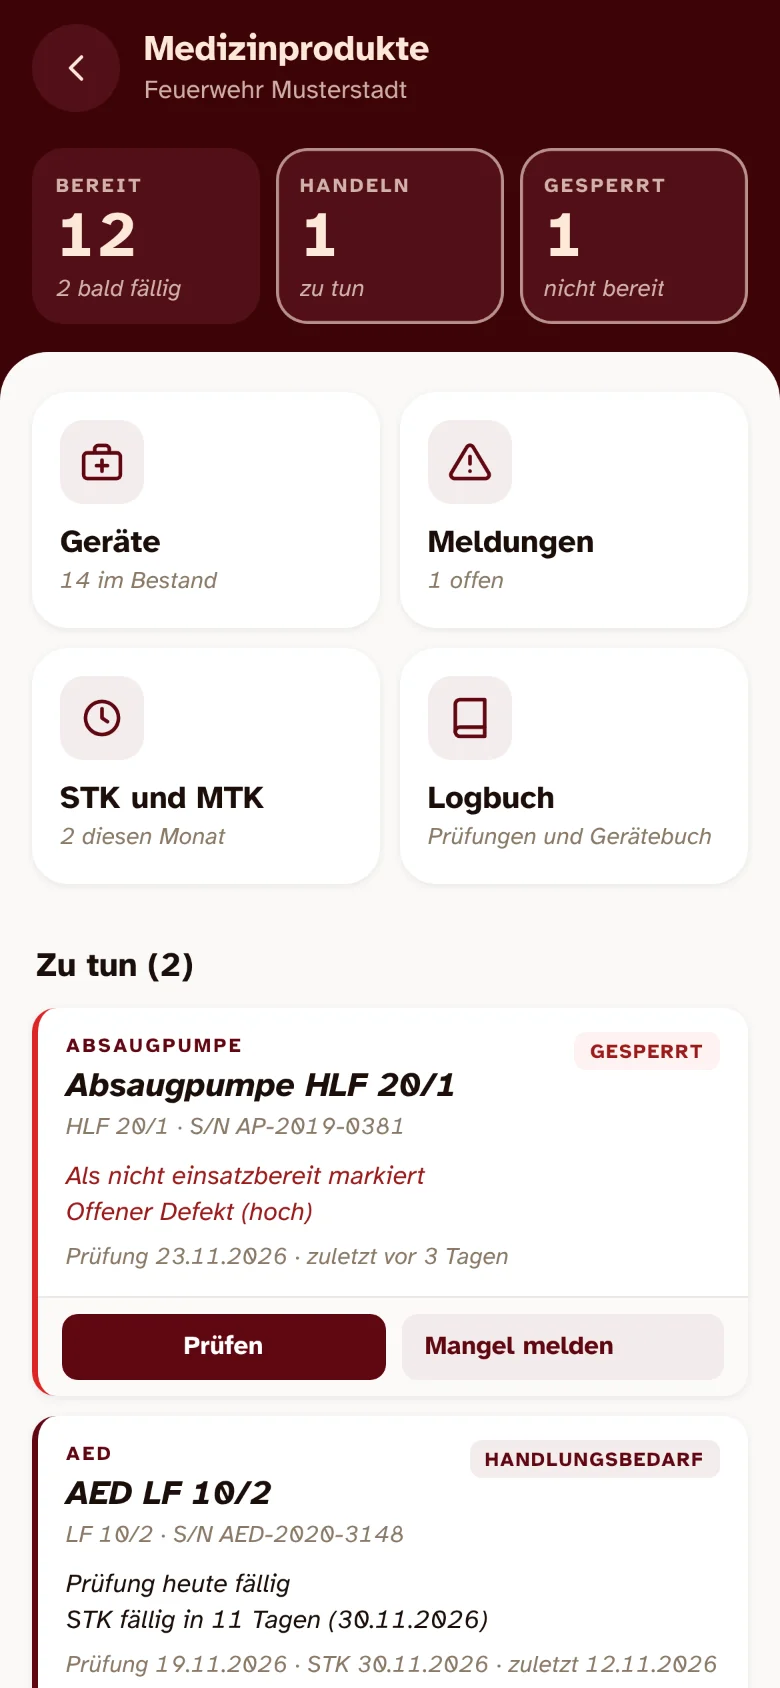 Medizinprodukte
Feuerwehr Musterstadt
BEREIT
12
2 bald fällig
HANDELN
1
zu tun
GESPERRT
1
nicht bereit
Geräte
14 im Bestand
Meldungen
1 offen
STK und MTK
2 diesen Monat
Logbuch
Prüfungen und Gerätebuch
Zu tun (2)
ABSAUGPUMPE
GESPERRT
Absaugpumpe HLF 20/1
HLF 20/1 · S/N AP-2019-0381
Als nicht einsatzbereit markiert
Offener Defekt (hoch)
Prüfung 23.11.2026 · zuletzt vor 3 Tagen
Prüfen
Mangel melden
AED
HANDLUNGSBEDARF
AED LF 10/2
LF 10/2 · S/N AED-2020-3148
Prüfung heute fällig
STK fällig in 11 Tagen (30.11.2026)
Prüfung 19.11.2026 · STK 30.11.2026 · zuletzt 12.11.2026